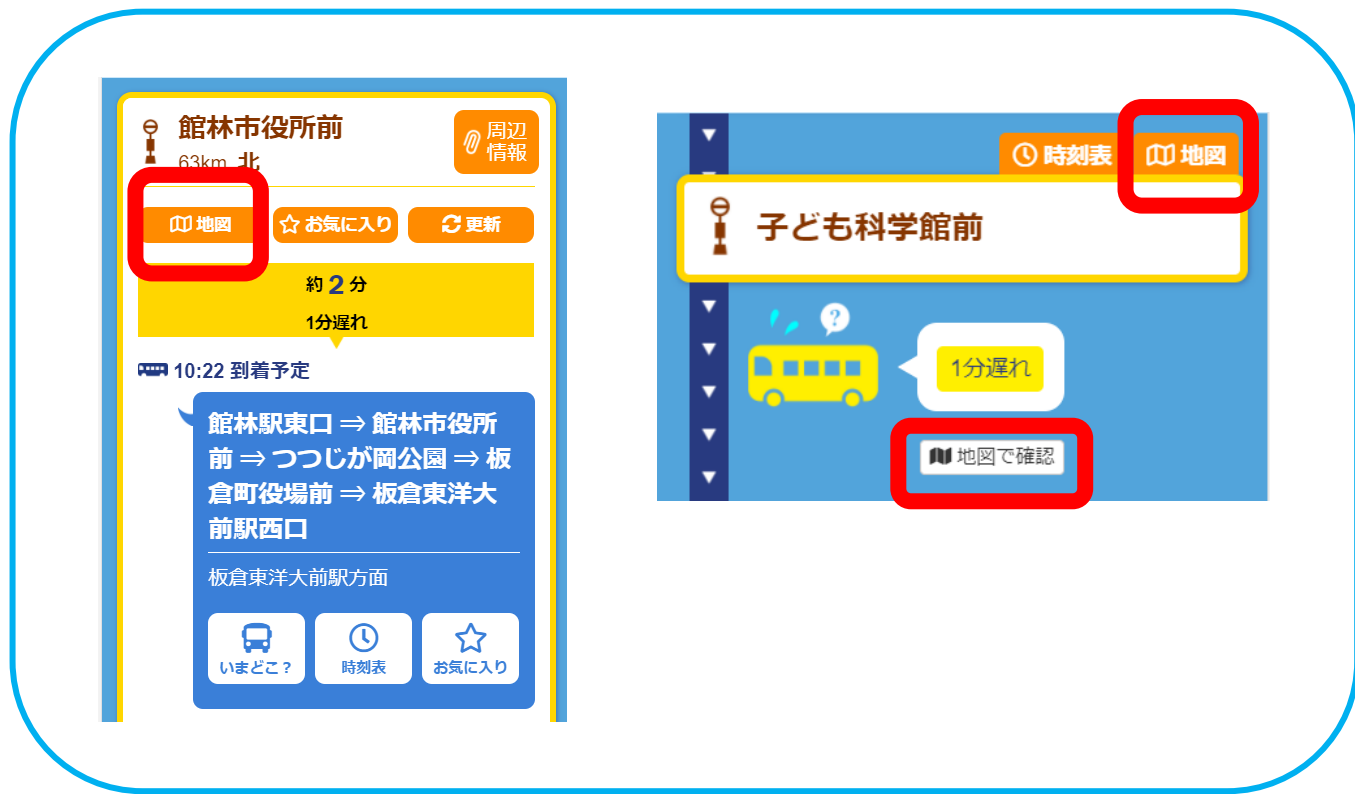 館林市役所前
63km 北
周辺
情報
地図
お気に入り
更新
約 2 分
1分遅れ
10:22 到着予定
館林駅東口 ⇒ 館林市役所
前 ⇒ つつじが岡公園 ⇒ 板
倉町役場前 ⇒ 板倉東洋大
前駅西口
板倉東洋大前駅方面
いまどこ？
時刻表
お気に入り
時刻表
地図
子ども科学館前
?
1分遅れ
地図で確認